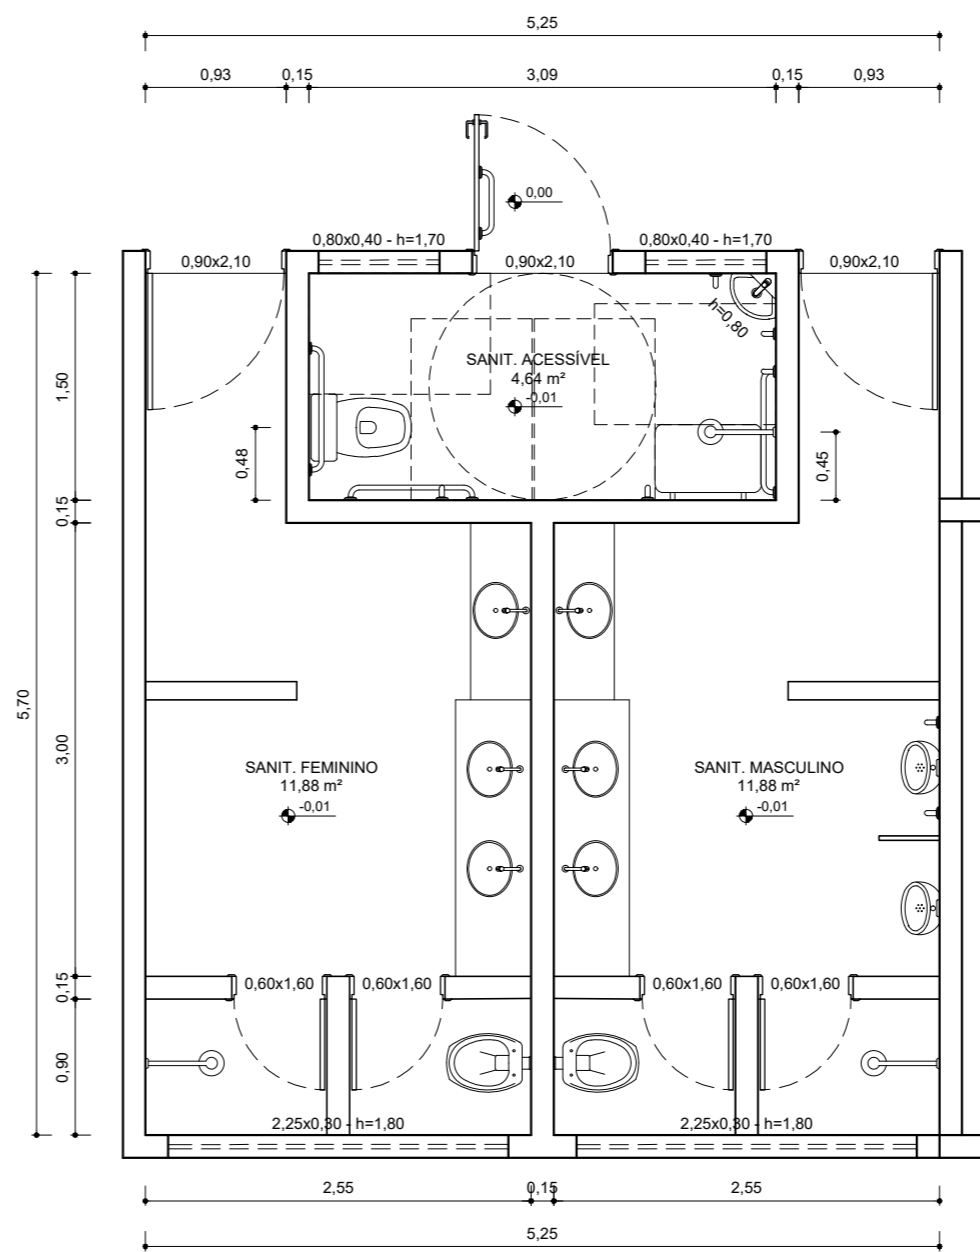 5,25
0,93
0,15
3,09
0,15
0,93
0,00
0,80x0,40 - h=1,70
0,80x0,40 - h=1,70
0,90x2,10
0,90x2,10
0,90x2,10
h=0,80
SANIT. ACESSÍVEL
4,64 m²
-0,01
1,50
0,48
0,45
0,15
5,70
3,00
SANIT. FEMININO
11,88 m²
-0,01
SANIT. MASCULINO
11,88 m²
-0,01
0,15
0,60x1,60
0,60x1,60
0,60x1,60
0,60x1,60
0,90
2,25x0,30 - h=1,80
2,25x0,30 - h=1,80
2,55
0,15
2,55
5,25